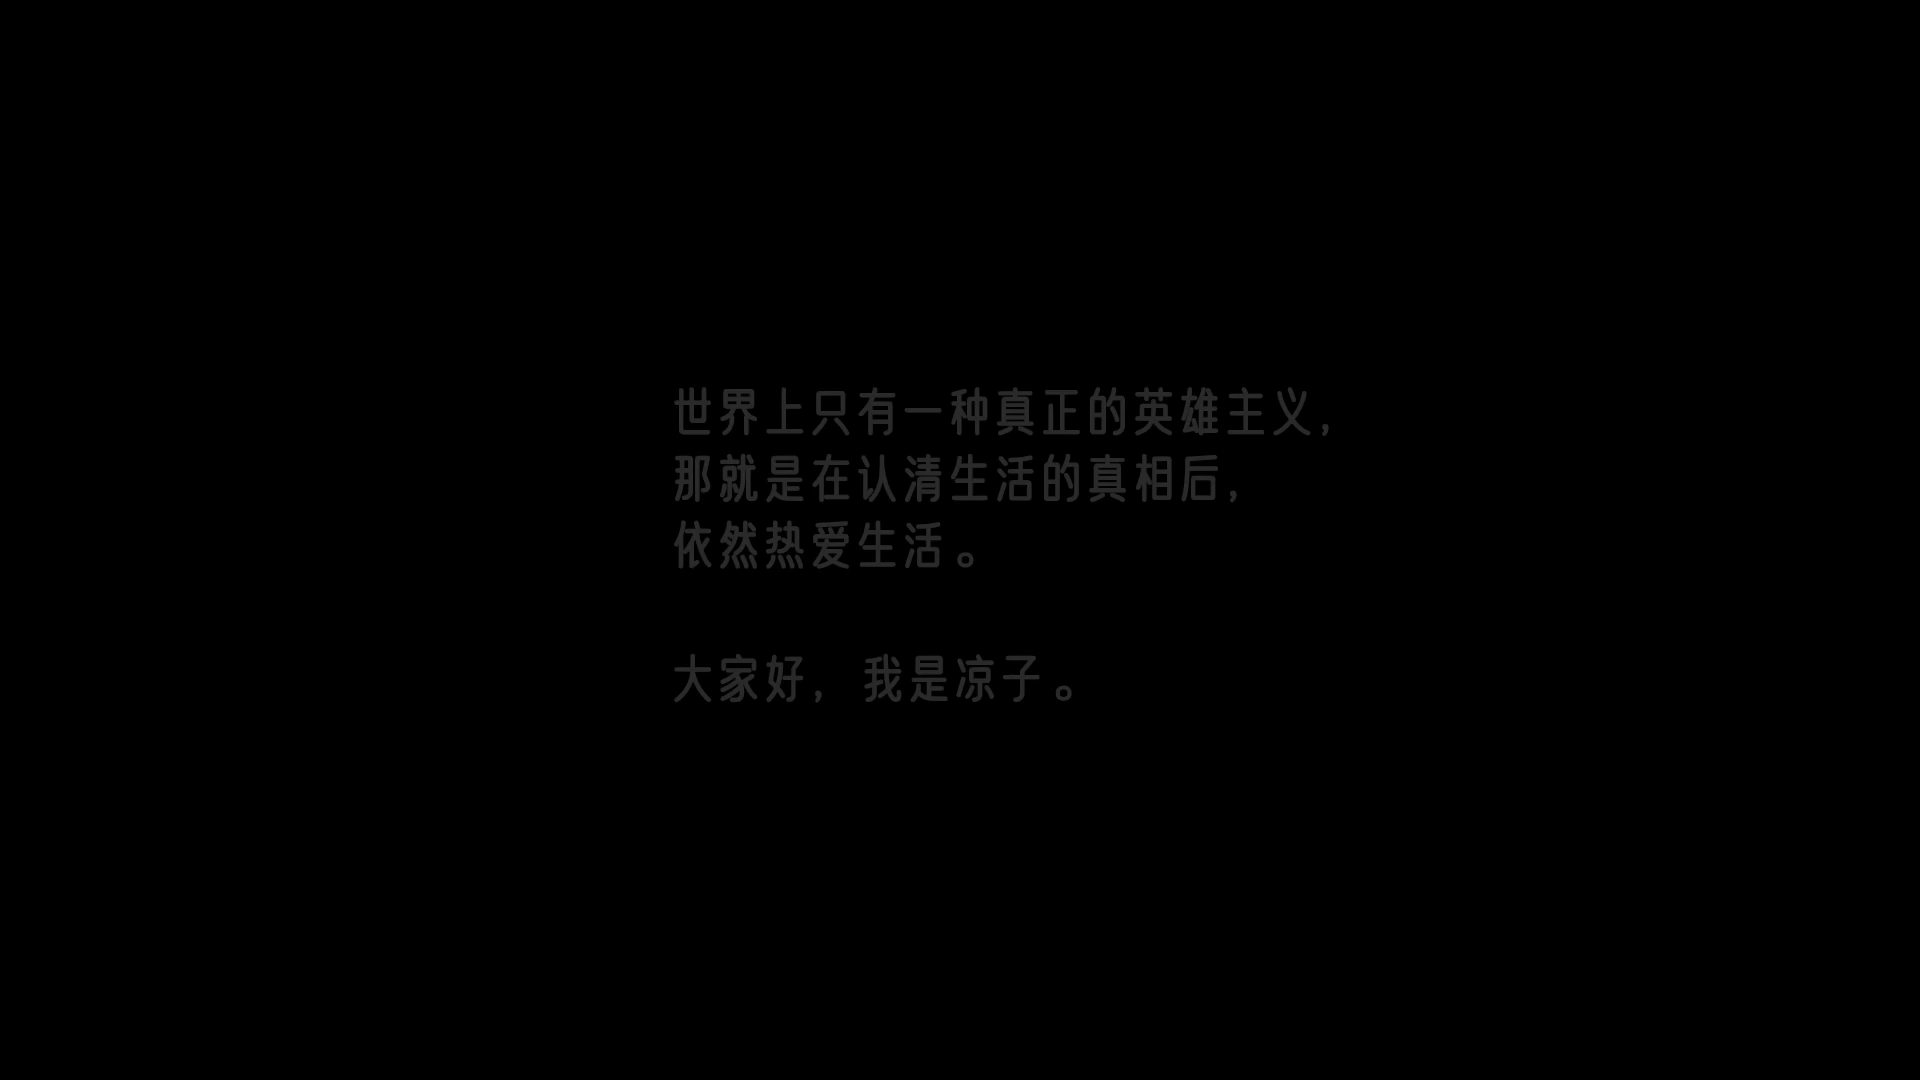 世界上只有一种真正的英雄主义，
那就是在认清生活的真相后，
依然热爱生活。
大家好，我是凉子。